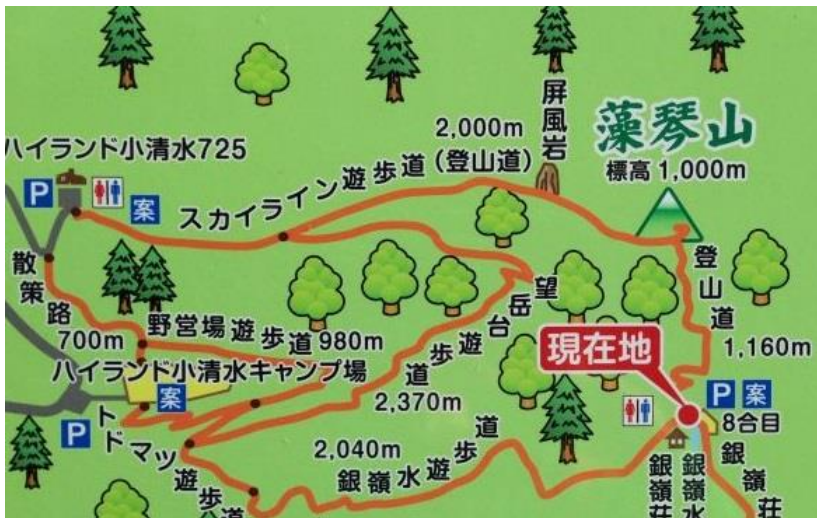 ハイランド小清水725
P
案
スカイライン遊歩道(登山道)
2,000m
屏風岩
藻琴山
標高1,000m
散策路
700m
野営場遊歩道980m
ハイランド小清水キャンプ場
案
P
トドマツ遊歩
望岳台遊歩道
2,370m
2,040m
銀嶺水遊歩道
登山道
1,160m
現在地
P
案
8合目
銀嶺荘
銀嶺水
銀嶺荘